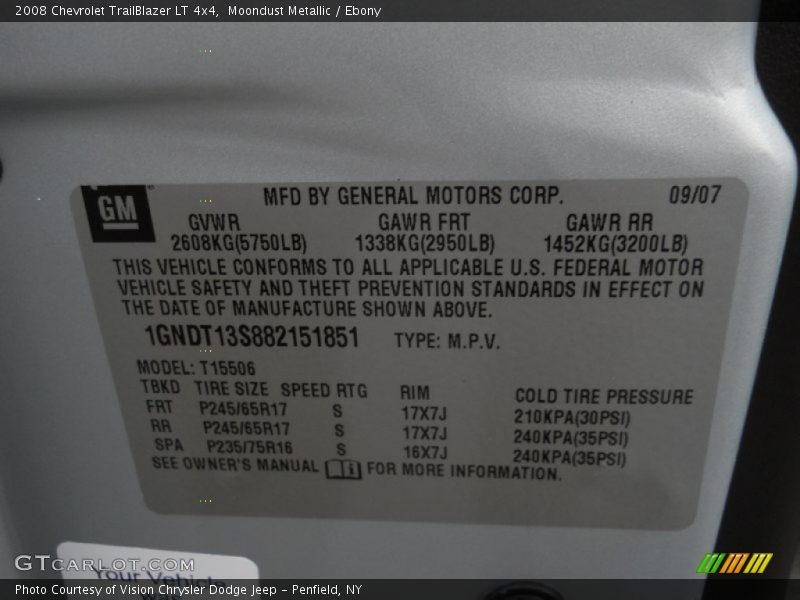 2008 Chevrolet TrailBlazer LT 4x4, Moondust Metallic / Ebony
GM
MFD BY GENERAL MOTORS CORP. 09/07
GVWR GAWR FRT GAWR RR
2608KG(5750LB) 1338KG(2950LB) 1452KG(3200LB)
THIS VEHICLE CONFORMS TO ALL APPLICABLE U.S. FEDERAL MOTOR
VEHICLE SAFETY AND THEFT PREVENTION STANDARDS IN EFFECT ON
THE DATE OF MANUFACTURE SHOWN ABOVE.
1GNDT13S882151851 TYPE: M.P.V.
MODEL: T15506
TBKD TIRE SIZE SPEED RTG RIM COLD TIRE PRESSURE
FRT P245/65R17 S 17X7J 210KPA(30PSI)
RR P245/65R17 S 17X7J 240KPA(35PSI)
SPA P235/75R16 S 16X7J 240KPA(35PSI)
SEE OWNER'S MANUAL FOR MORE INFORMATION.
GTcarlot.com
Your Vehicle
Photo Courtesy of Vision Chrysler Dodge Jeep – Penfield, NY